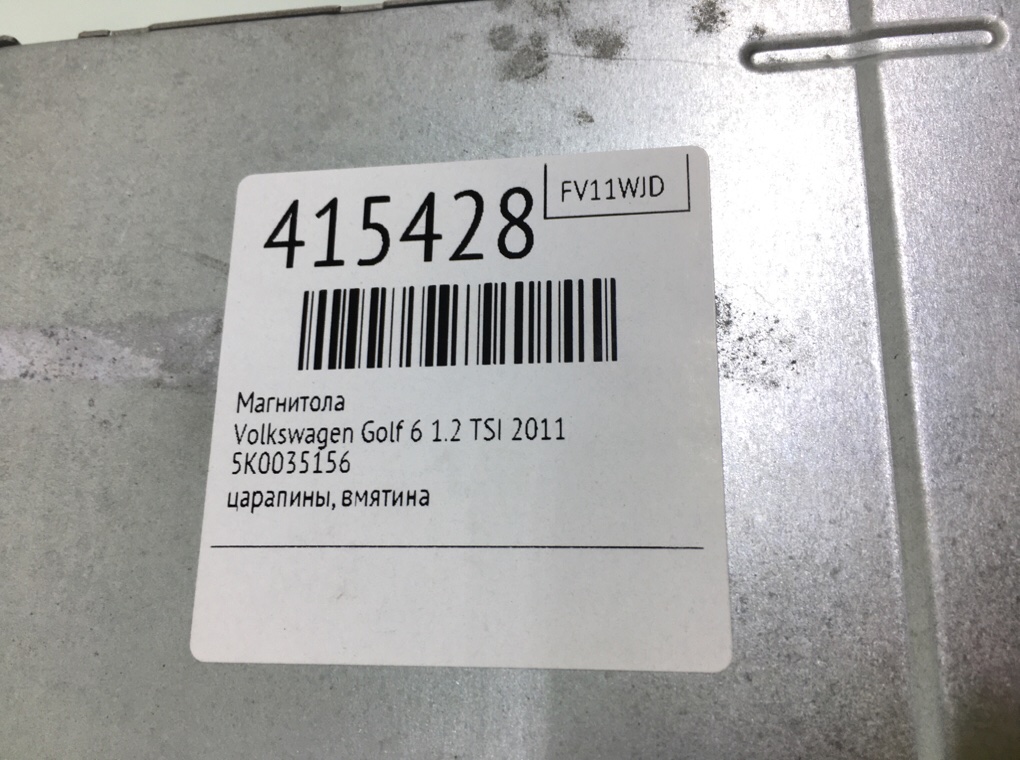 415428
FV11WJD
Магнитола
Volkswagen Golf 6 1.2 TSI 2011
5K0035156
царапины, вмятина